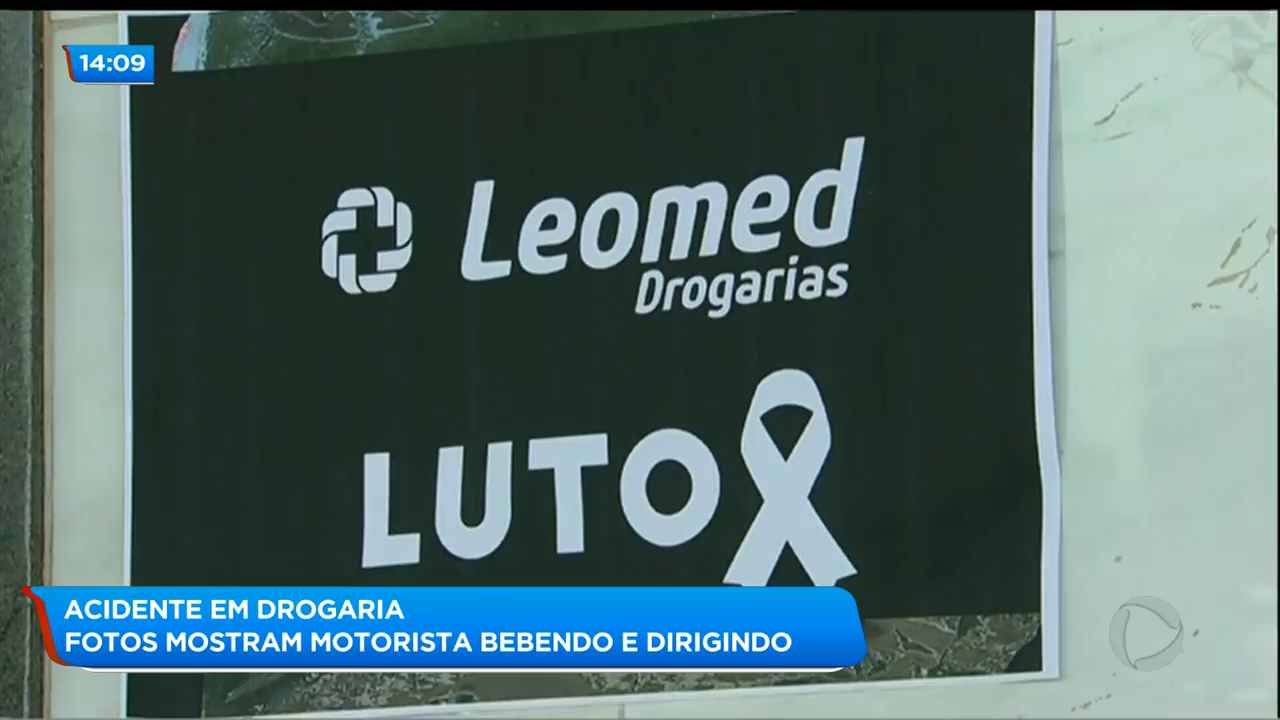 14:09
Leomed
Drogarias
LUTO
ACIDENTE EM DROGARIA
FOTOS MOSTRAM MOTORISTA BEBENDO E DIRIGINDO